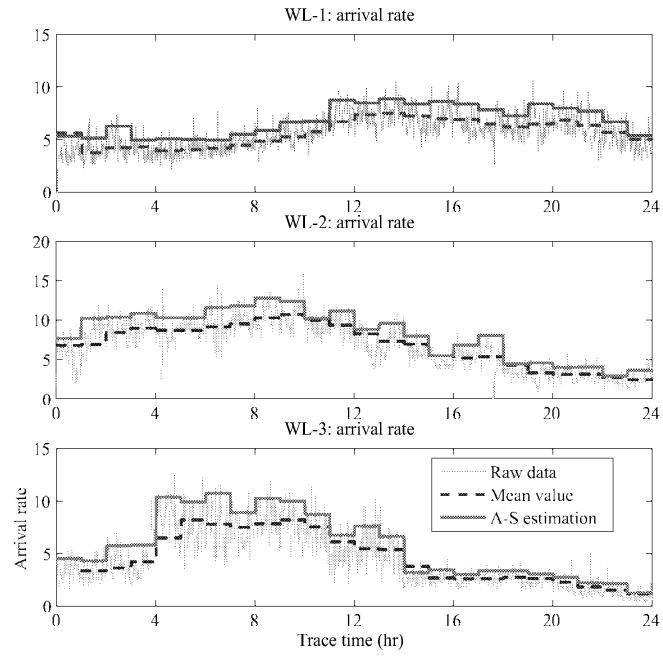 WL-1: arrival rate
15
10
5
0
0 4 8 12 16 20 24
WL-2: arrival rate
20
15
10
5
0
0 4 8 12 16 20 24
WL-3: arrival rate
15
10
5
0
Arrival rate
Raw data
Mean value
A-S estimation
0 4 8 12 16 20 24
Trace time (hr)